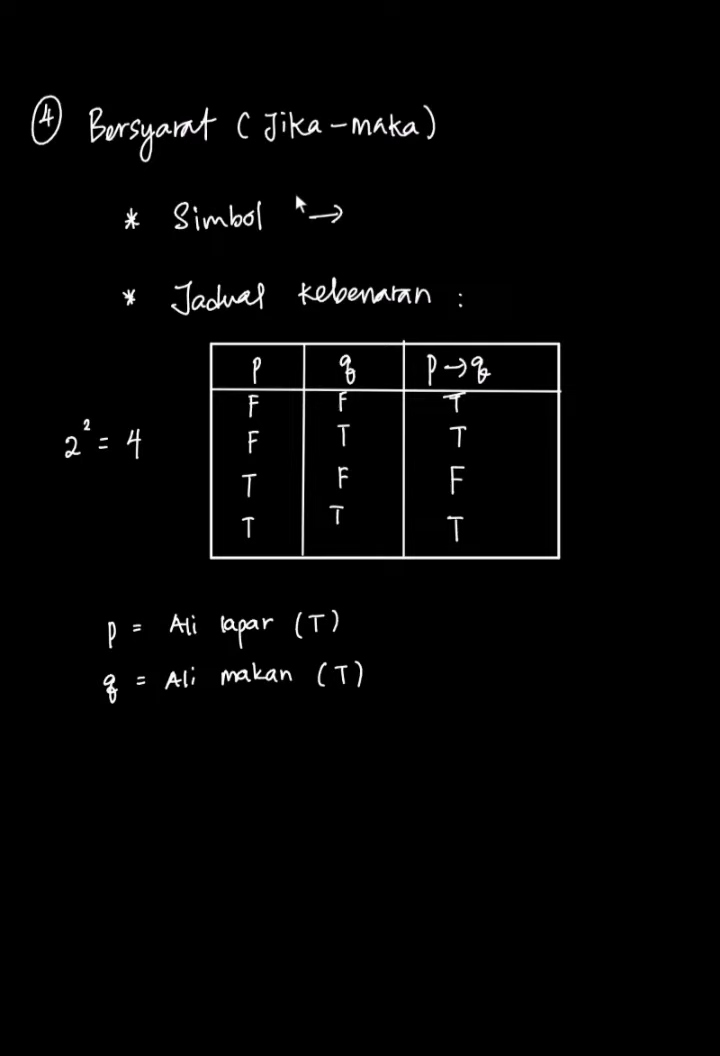 ④ Bersyarat (Jika-maka)
* Simbol →
* Jadual kebenaran :
p q p→q
F F T
F T T
2² = 4
T F F
T T T
p = Ali lapar (T)
q = Ali makan (T)